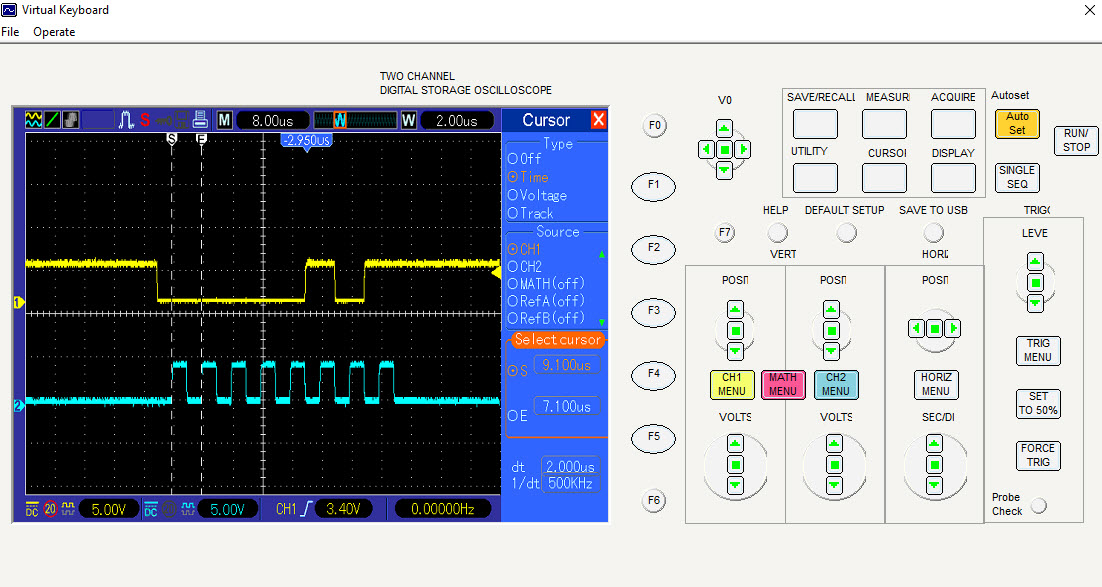 Virtual Keyboard
File Operate
TWO CHANNEL
DIGITAL STORAGE OSCILLOSCOPE
S M 8.00us W 2.00us
S E -2.950us
1
2
DC 20 5.00V DC 5.00V CH1 3.40V 0.00000Hz
Cursor X
Type
Off
Time
Voltage
Track
Source
CH1
CH2
MATH(off)
RefA(off)
RefB(off)
Select cursor
S 9.100us
E 7.100us
dt 2.000us
1/dt 500KHz
F0
F1
F2
F3
F4
F5
F6
V0
F7
SAVE/RECALL MEASUR ACQUIRE
UTILITY CURSOI DISPLAY
Autoset
Auto
Set
RUN/
STOP
SINGLE
SEQ
HELP DEFAULT SETUP SAVE TO USB
VERT HORI
POSIT POSIT POSIT
CH1
MENU
MATH
MENU
CH2
MENU
HORIZ
MENU
VOLTS VOLTS SEC/DI
TRIG(
LEVE
TRIG
MENU
SET
TO 50%
FORCE
TRIG
Probe
Check